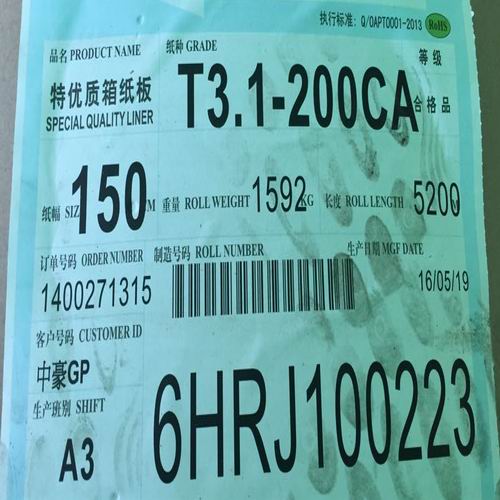 执行标准: Q/OAPT0001-2013 RoHS
品名 PRODUCT NAME 纸种 GRADE 等 级
特优质箱纸板 T3.1-200CA 合格品
SPECIAL QUALITY LINER
纸幅 SIZ 150 M 重量 ROLL WEIGHT 1592 KG 长度 ROLL LENGTH 5200
订单号码 ORDER NUMBER 制造号码 ROLL NUMBER 生产日期 MGF DATE
1400271315 16/05/19
客户号码 CUSTOMER ID
中豪GP
生产班别 SHIFT 6HRJ100223
A3